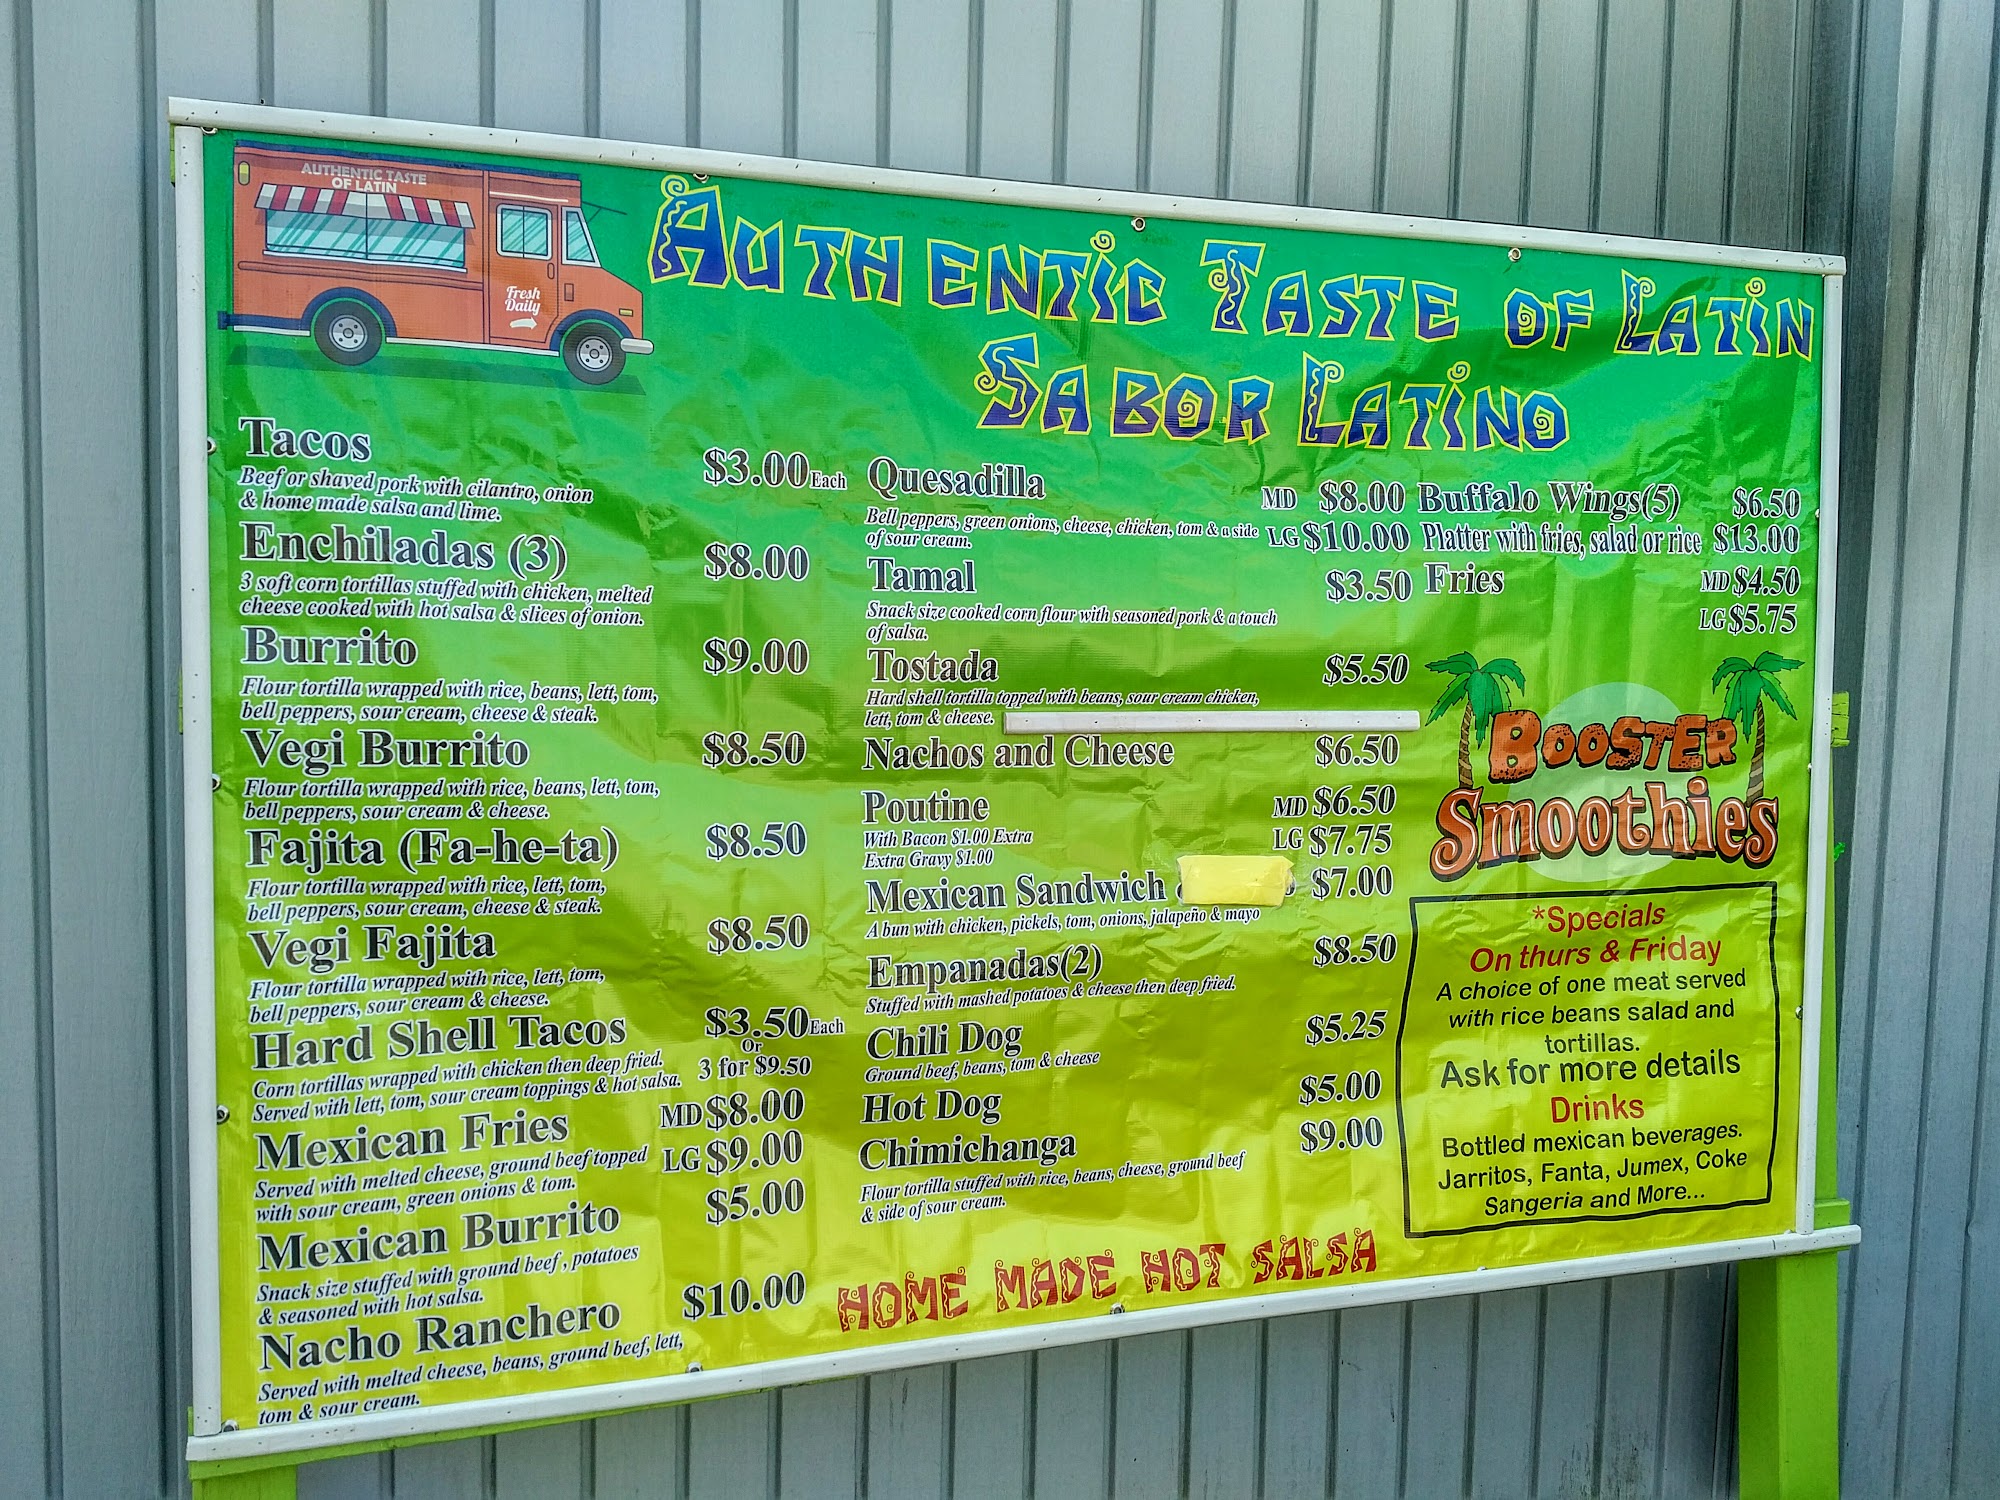 AUTHENTIC TASTE
OF LATIN
Fresh
Daily
AUTHENTIC TASTE OF LATIN
SABOR LATINO
Tacos $3.00 Each
Beef or shaved pork with cilantro, onion
& home made salsa and lime.
Enchiladas (3) $8.00
3 soft corn tortillas stuffed with chicken, melted
cheese cooked with hot salsa & slices of onion.
Burrito $9.00
Flour tortilla wrapped with rice, beans, lett, tom,
bell peppers, sour cream, cheese & steak.
Vegi Burrito $8.50
Flour tortilla wrapped with rice, beans, lett, tom,
bell peppers, sour cream & cheese.
Fajita (Fa-he-ta) $8.50
Flour tortilla wrapped with rice, lett, tom,
bell peppers, sour cream, cheese & steak.
Vegi Fajita $8.50
Flour tortilla wrapped with rice, lett, tom,
bell peppers, sour cream & cheese.
Hard Shell Tacos $3.50 Each
Or
Corn tortillas wrapped with chicken then deep fried. 3 for $9.50
Served with lett, tom, sour cream toppings & hot salsa.
Mexican Fries MD $8.00
Served with melted cheese, ground beef topped LG $9.00
with sour cream, green onions & tom.
Mexican Burrito $5.00
Snack size stuffed with ground beef , potatoes
& seasoned with hot salsa.
Nacho Ranchero $10.00
Served with melted cheese, beans, ground beef, lett,
tom & sour cream.
Quesadilla MD $8.00
Bell peppers, green onions, cheese, chicken, tom & a side LG $10.00
of sour cream.
Tamal $3.50
Snack size cooked corn flour with seasoned pork & a touch
of salsa.
Tostada $5.50
Hard shell tortilla topped with beans, sour cream chicken,
lett, tom & cheese.
Nachos and Cheese $6.50
Poutine MD $6.50
With Bacon $1.00 Extra LG $7.75
Extra Gravy $1.00
Mexican Sandwich $7.00
A bun with chicken, pickels, tom, onions, jalapeño & mayo
Empanadas(2) $8.50
Stuffed with mashed potatoes & cheese then deep fried.
Chili Dog $5.25
Ground beef, beans, tom & cheese
Hot Dog $5.00
Chimichanga $9.00
Flour tortilla stuffed with rice, beans, cheese, ground beef
& side of sour cream.
HOME MADE HOT SALSA
Buffalo Wings(5) $6.50
Platter with fries, salad or rice $13.00
Fries MD $4.50
LG $5.75
BOOSTER
Smoothies
*Specials
On thurs & Friday
A choice of one meat served
with rice beans salad and
tortillas.
Ask for more details
Drinks
Bottled mexican beverages.
Jarritos, Fanta, Jumex, Coke
Sangeria and More...